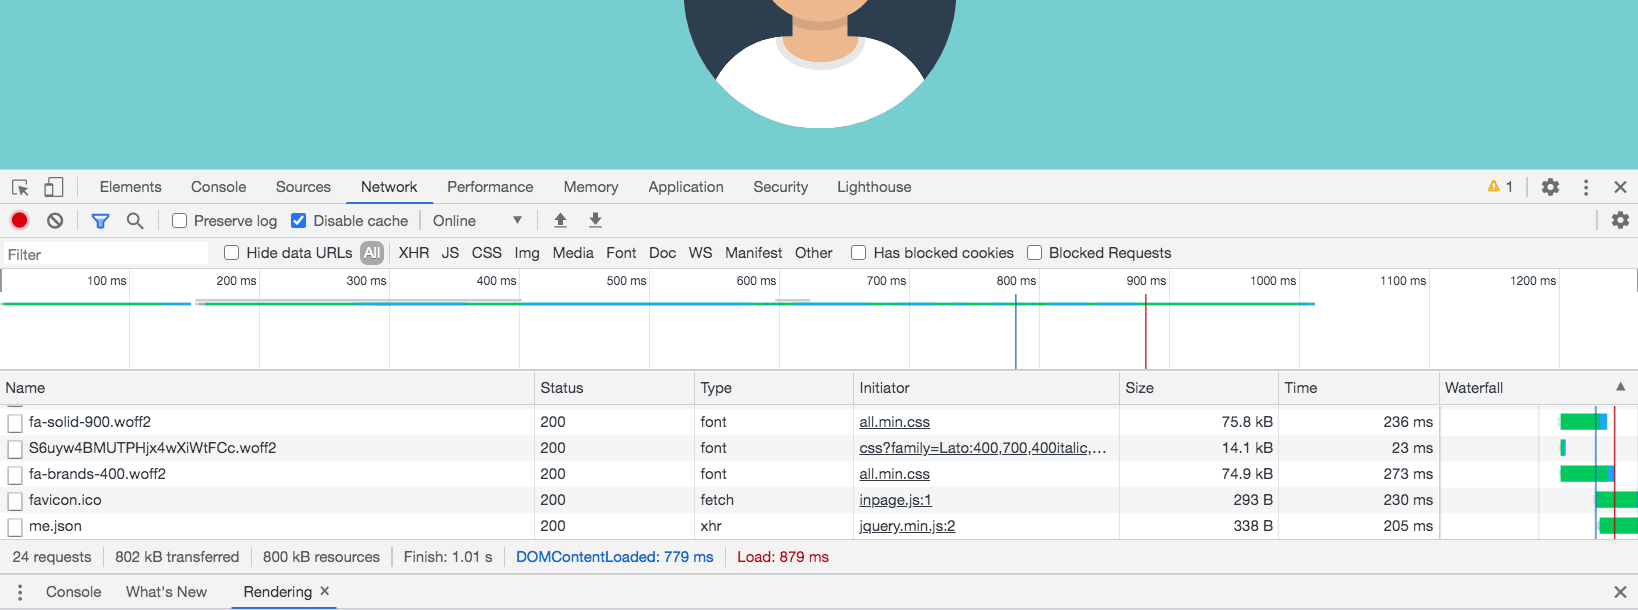 Elements Console Sources Network Performance Memory Application Security Lighthouse 1
Preserve log Disable cache Online
Filter Hide data URLs All XHR JS CSS Img Media Font Doc WS Manifest Other Has blocked cookies Blocked Requests
100 ms 200 ms 300 ms 400 ms 500 ms 600 ms 700 ms 800 ms 900 ms 1000 ms 1100 ms 1200 ms
Name Status Type Initiator Size Time Waterfall
fa-solid-900.woff2 200 font all.min.css 75.8 kB 236 ms
S6uyw4BMUTPHjx4wXiWtFCc.woff2 200 font css?family=Lato:400,700,400italic,… 14.1 kB 23 ms
fa-brands-400.woff2 200 font all.min.css 74.9 kB 273 ms
favicon.ico 200 fetch inpage.js:1 293 B 230 ms
me.json 200 xhr jquery.min.js:2 338 B 205 ms
24 requests 802 kB transferred 800 kB resources Finish: 1.01 s DOMContentLoaded: 779 ms Load: 879 ms
Console What's New Rendering